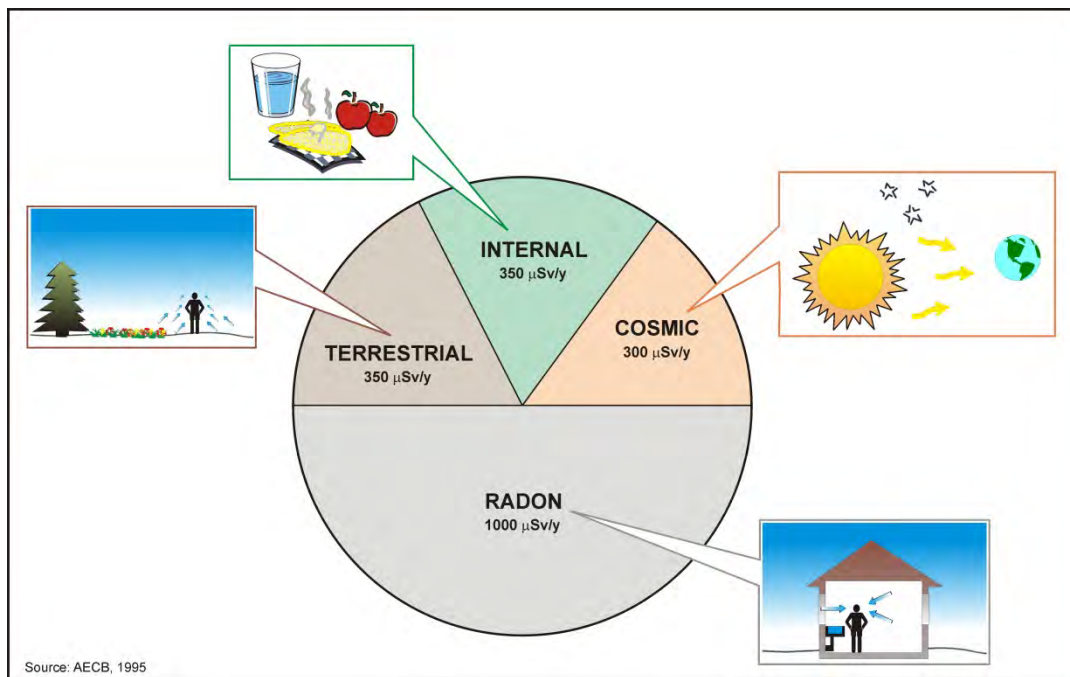 INTERNAL
350 μSv/y
COSMIC
300 μSv/y
TERRESTRIAL
350 μSv/y
RADON
1000 μSv/y
Source: AECB, 1995